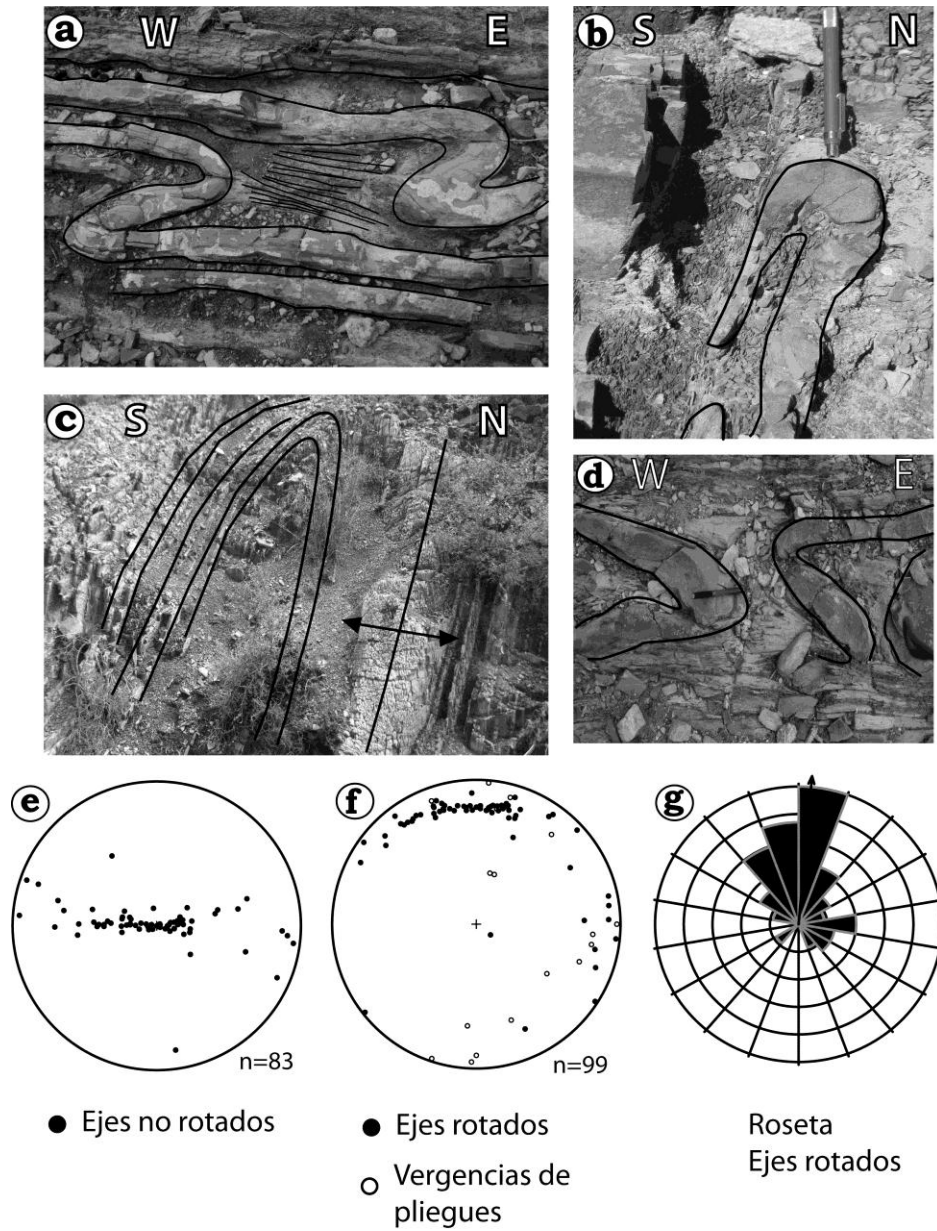 a W E
b S N
c S N
d W E
e
n=83
f
n=99
g
Ejes no rotados
Ejes rotados
Vergencias de
pliegues
Roseta
Ejes rotados